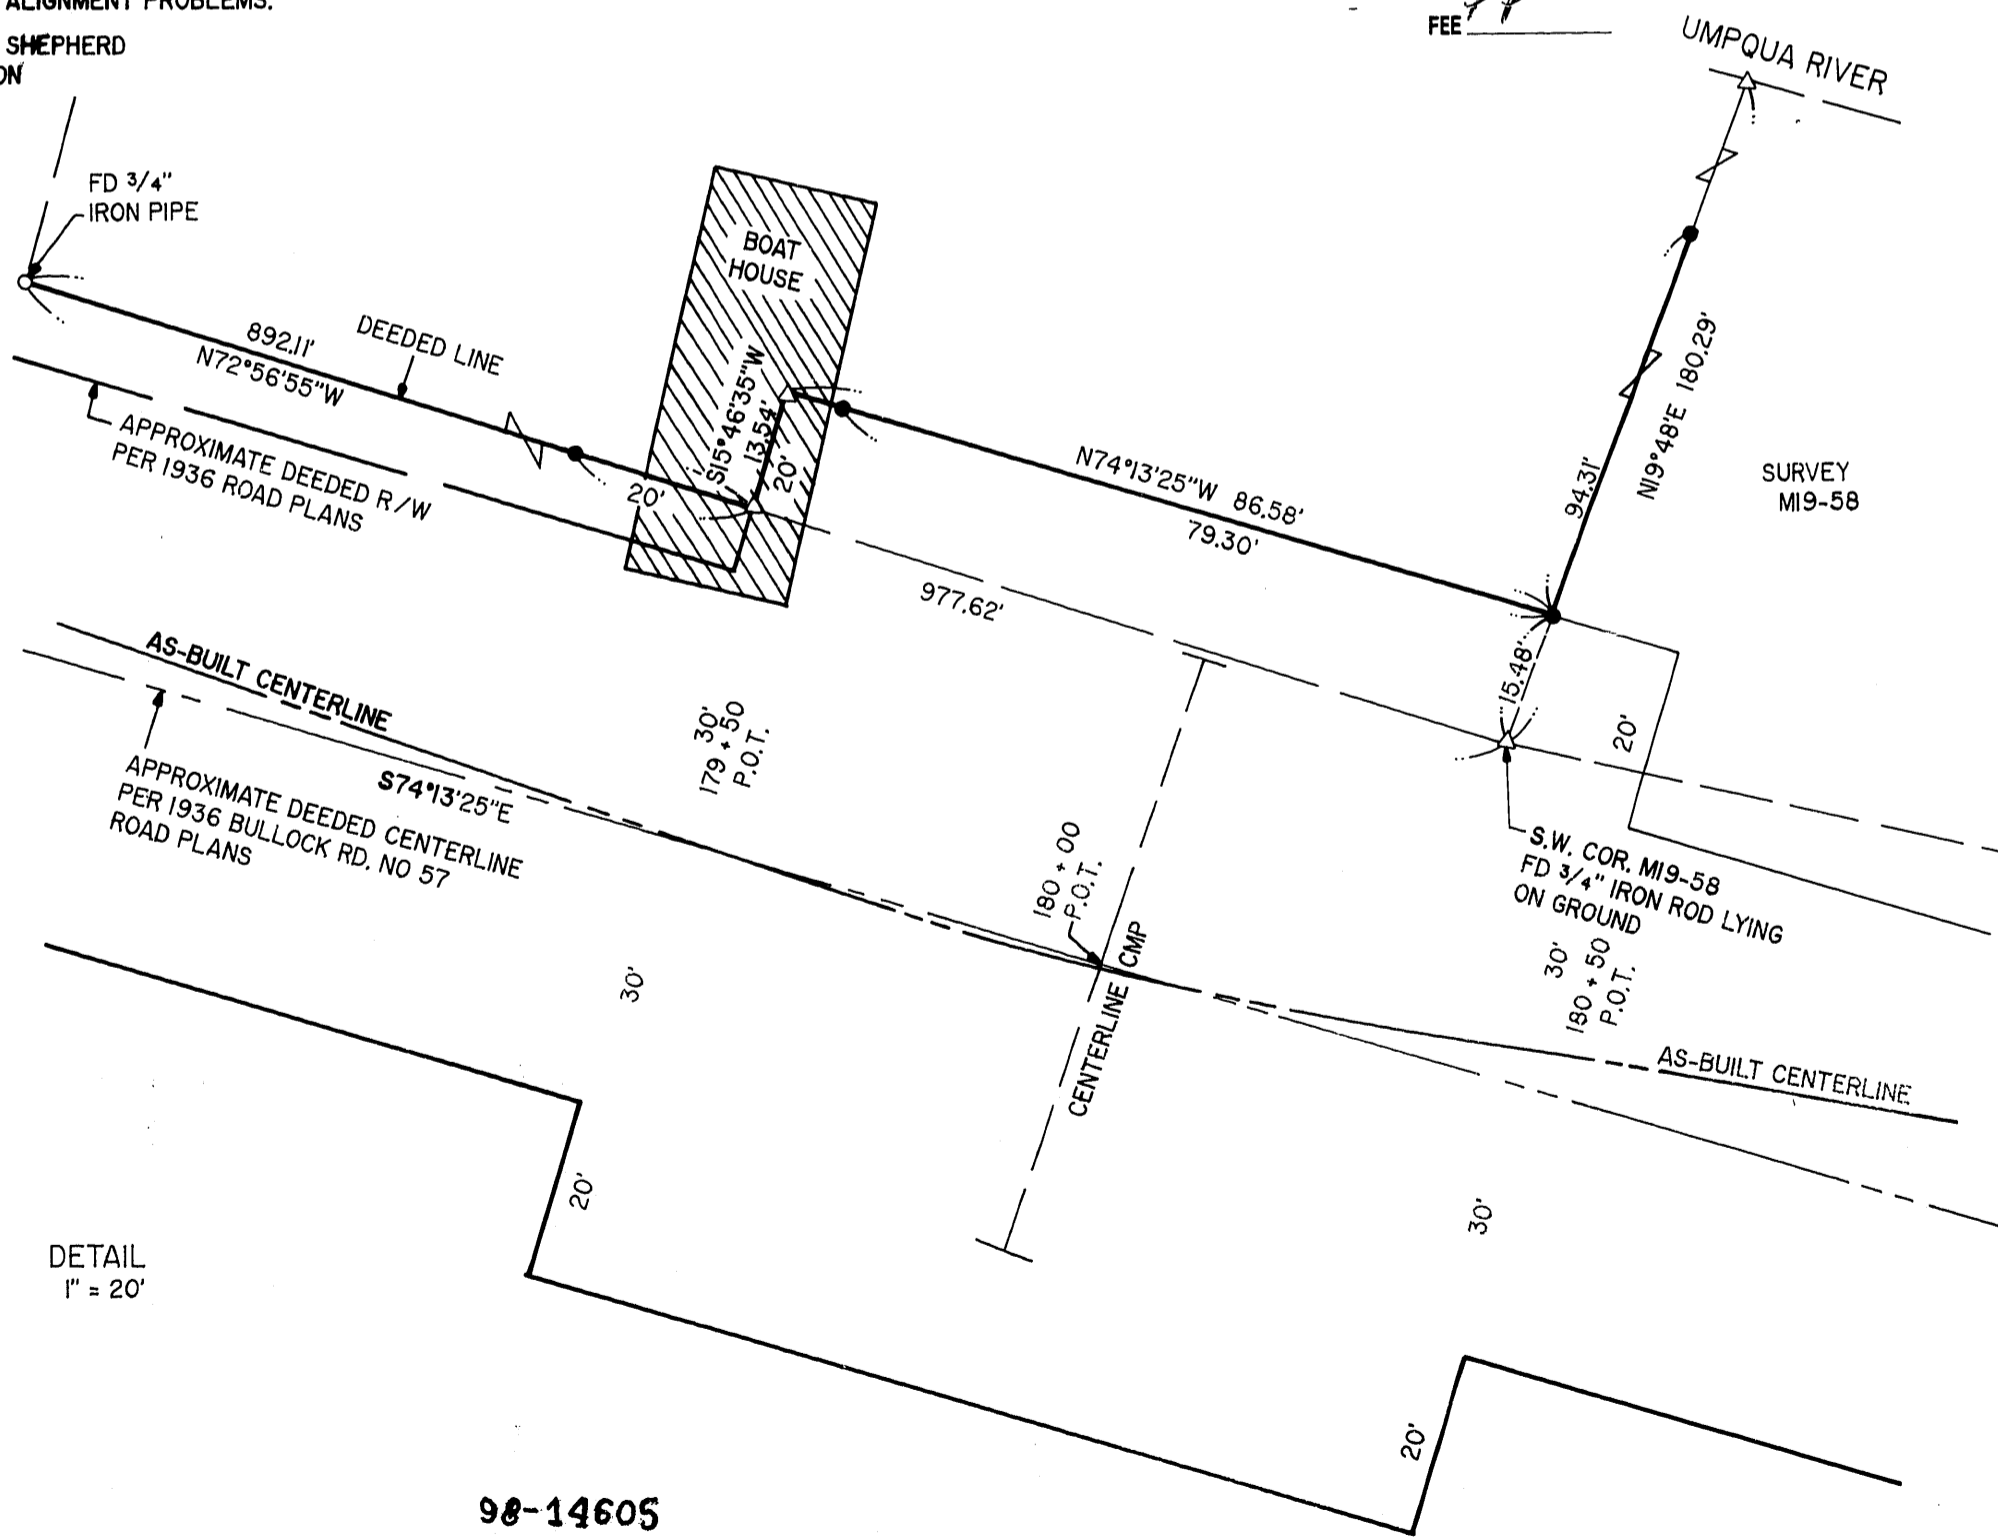 ALIGNMENT PROBLEMS.
SHEPHERD
ON
FEE
UMPQUA RIVER
FD 3/4"
IRON PIPE
BOAT
HOUSE
892.11'
N72°56'55"W
DEEDED LINE
APPROXIMATE DEEDED R/W
PER 1936 ROAD PLANS
20'
S15°46'35"W
13.54'
20'
N74°13'25"W 86.58'
79.30'
94.31'
N19°48'E 180.29'
SURVEY
M19-58
977.62'
15.48'
20'
AS-BUILT CENTERLINE
S74°13'25"E
APPROXIMATE DEEDED CENTERLINE
PER 1936 BULLOCK RD. NO 57
ROAD PLANS
30'
179 + 50
P.O.T.
180 + 00
P.O.T.
CENTERLINE CMP
S.W. COR. M19-58
FD 3/4" IRON ROD LYING
ON GROUND
30'
180 + 50
P.O.T.
AS-BUILT CENTERLINE
30'
20'
30'
20'
DETAIL
1" = 20'
98-14605